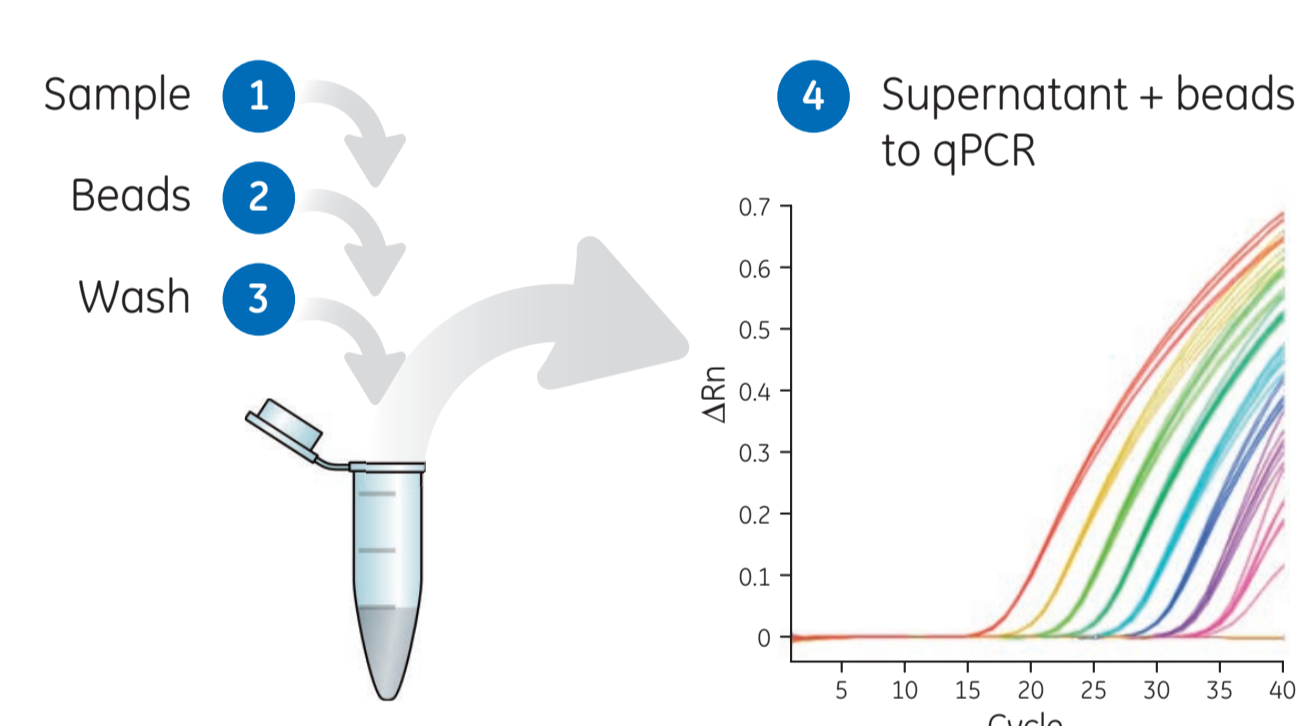 Sample 1
Beads 2
Wash 3
4 Supernatant + beads
to qPCR
ΔRn
0.7
0.6
0.5
0.4
0.3
0.2
0.1
0
5 10 15 20 25 30 35 40
Cycle